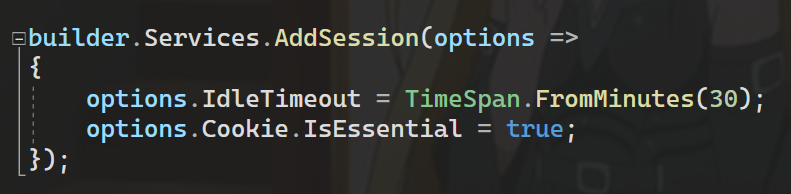 builder.Services.AddSession(options =>
{
    options.IdleTimeout = TimeSpan.FromMinutes(30);
    options.Cookie.IsEssential = true;
});